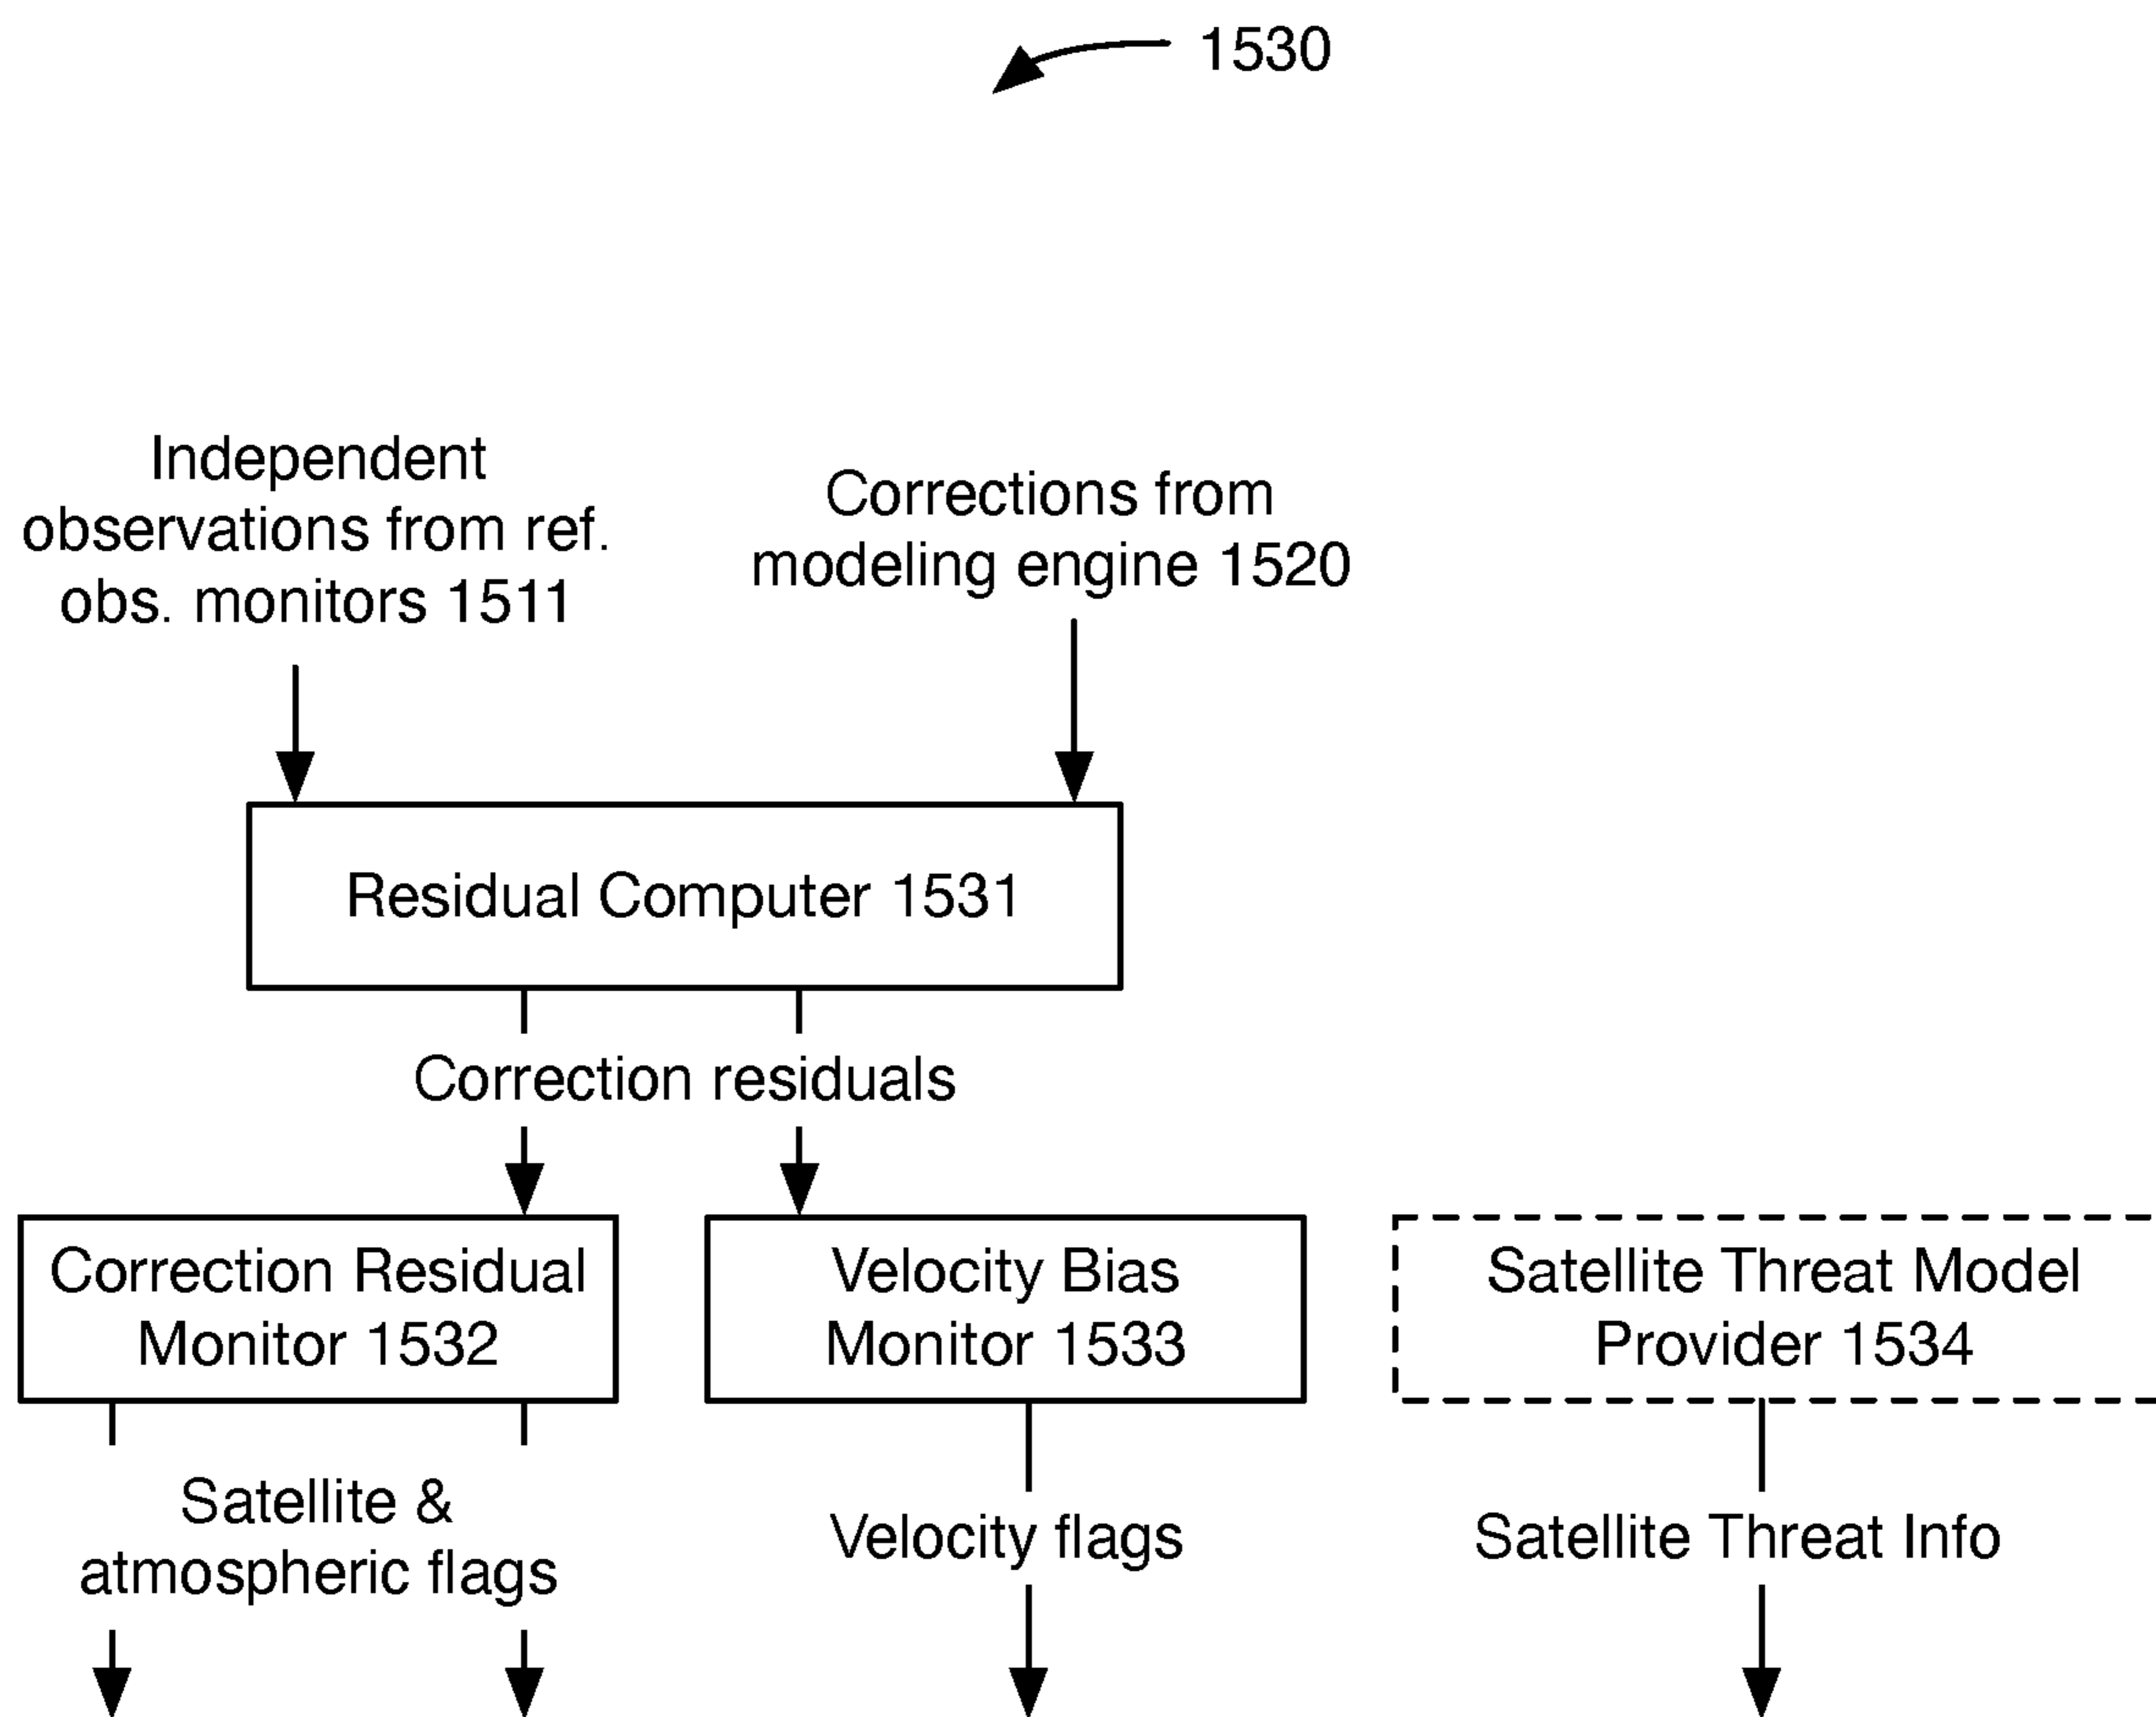 1530
Independent
observations from ref.
obs. monitors 1511
Corrections from
modeling engine 1520
Residual Computer 1531
Correction residuals
Correction Residual
Monitor 1532
Velocity Bias
Monitor 1533
Satellite Threat Model
Provider 1534
Satellite &
atmospheric flags
Velocity flags
Satellite Threat Info